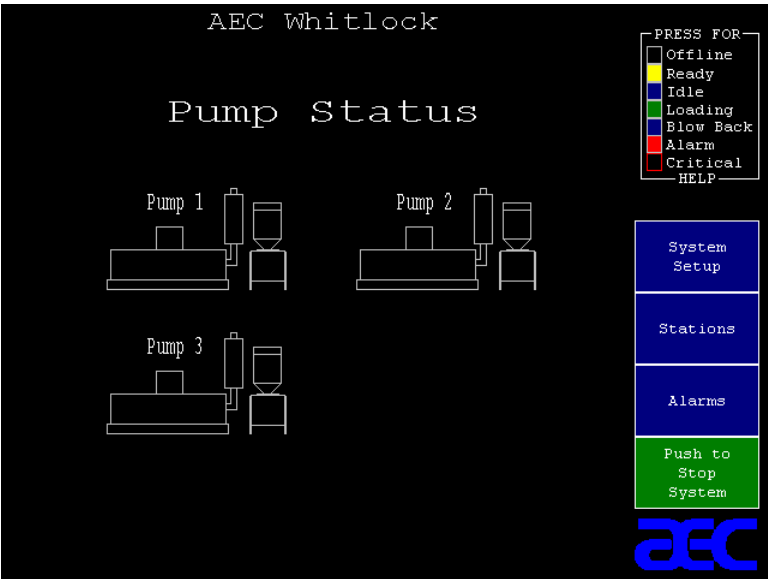 AEC Whitlock
Pump Status
Pump 1
Pump 2
Pump 3
PRESS FOR
Offline
Ready
Idle
Loading
Blow Back
Alarm
Critical
HELP
System
Setup
Stations
Alarms
Push to
Stop
System
AEC